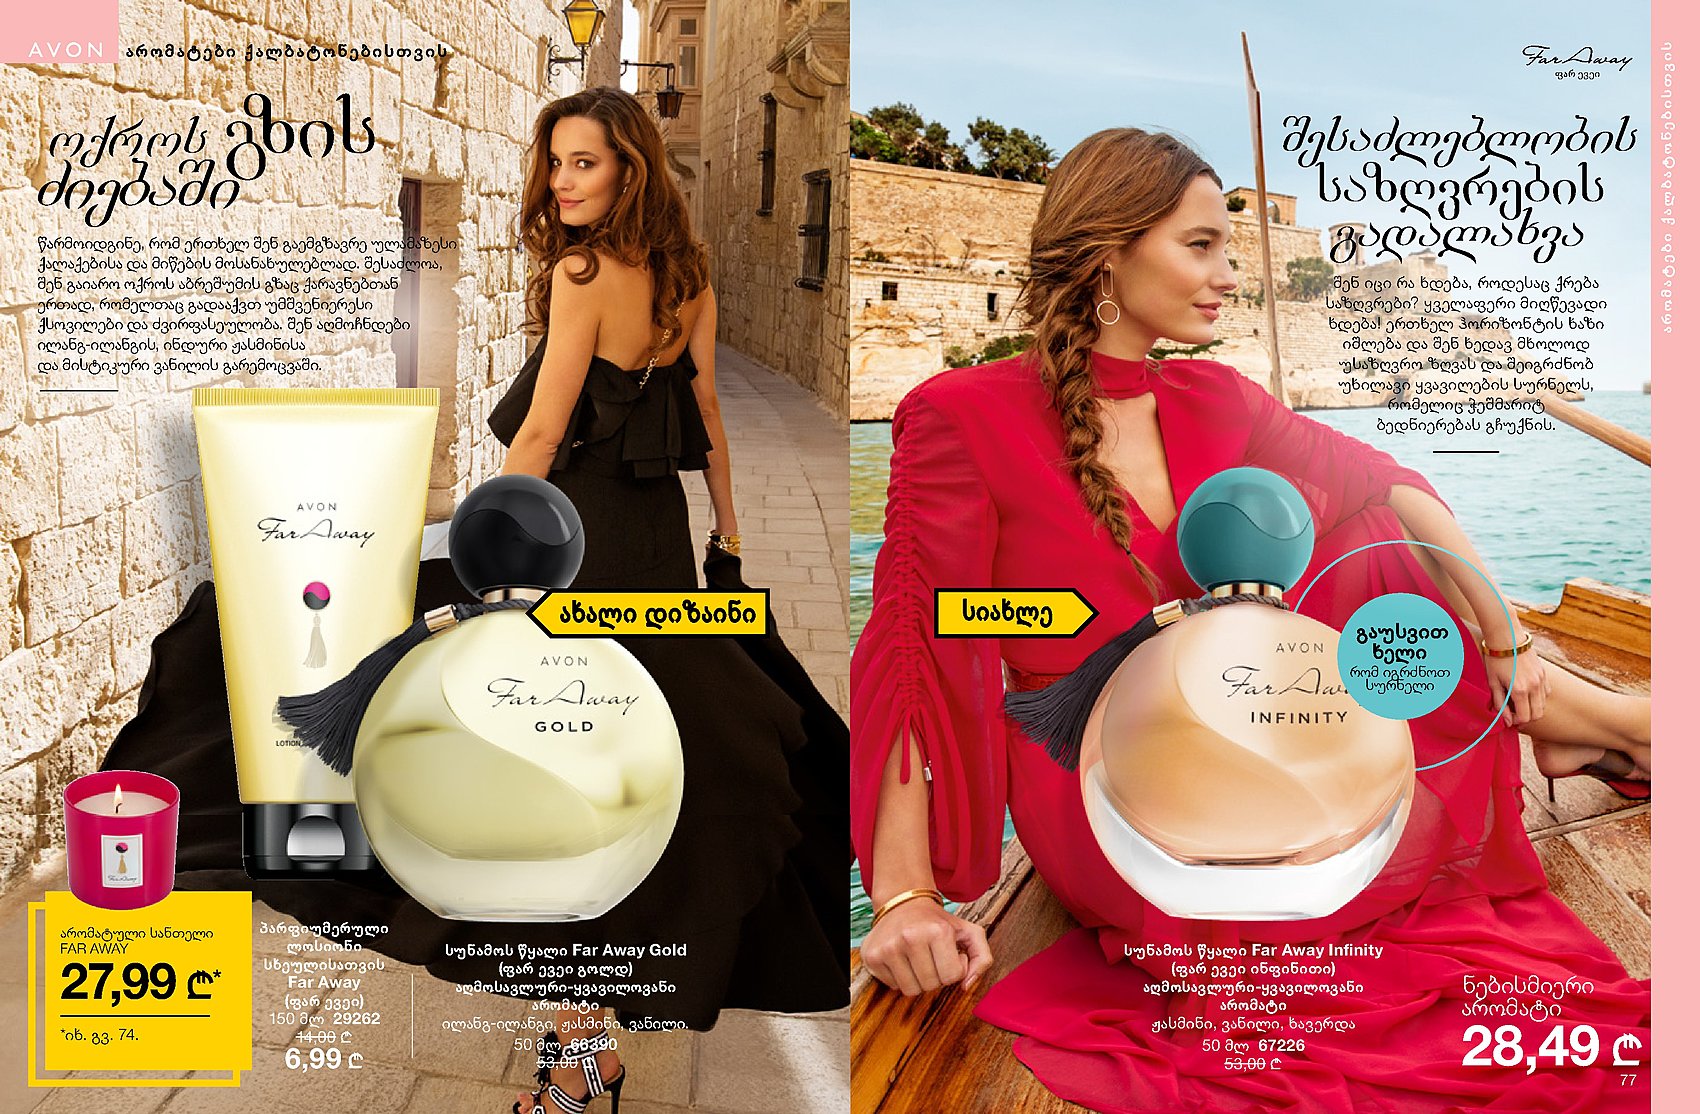 AVON არომატები ქალბატონებისთვის
ოქროს გზის
ძიებაში
წარმოიდგინე, რომ ერთხელ შენ გაემგზავრე ულამაზესი
ქალაქებისა და მიწების მოსანახულებლად. შესაძლოა,
შენ გაიარო ოქროს აბრეშუმის გზაც ქარავნებთან
ერთად, რომელთაც გადააქვთ უმშვენიერესი
ქსოვილები და ძვირფასეულობა. შენ აღმოჩნდები
ილანგ-ილანგის, ინდური ჟასმინისა
და მისტიკური ვანილის გარემოცვაში.
AVON
Far Away
LOTION
ახალი დიზაინი
AVON
Far Away
GOLD
Far Away
არომატული სანთელი
FAR AWAY
27,99 ₾*
*იხ. გვ. 74.
პარფიუმერული
ლოსიონი
სხეულისათვის
Far Away
(ფარ ევეი)
150 მლ 29262
14,00 ₾
6,99 ₾
სუნამოს წყალი Far Away Gold
(ფარ ევეი გოლდ)
აღმოსავლური-ყვავილოვანი
არომატი
ილანგ-ილანგი, ჟასმინი, ვანილი.
50 მლ 66390
53,00 ₾
Far Away
ფარ ევეი
შესაძლებლობის
საზღვრების
გადალახვა
შენ იცი რა ხდება, როდესაც ქრება
საზღვრები? ყველაფერი მიღწევადი
ხდება! ერთხელ ჰორიზონტის ხაზი
იშლება და შენ ხედავ მხოლოდ
უსაზღვრო ზღვას და შეიგრძნობ
უხილავი ყვავილების სურნელს,
რომელიც ჭეშმარიტ
ბედნიერებას გჩუქნის.
სიახლე
AVON
Far Away
INFINITY
გაუსვით
ხელი
რომ იგრძნოთ
სურნელი
სუნამოს წყალი Far Away Infinity
(ფარ ევეი ინფინითი)
აღმოსავლური-ყვავილოვანი
არომატი
ჟასმინი, ვანილი, ხავერდა
50 მლ 67226
53,00 ₾
ნებისმიერი
არომატი
28,49 ₾
77
არომატები ქალბატონებისთვის